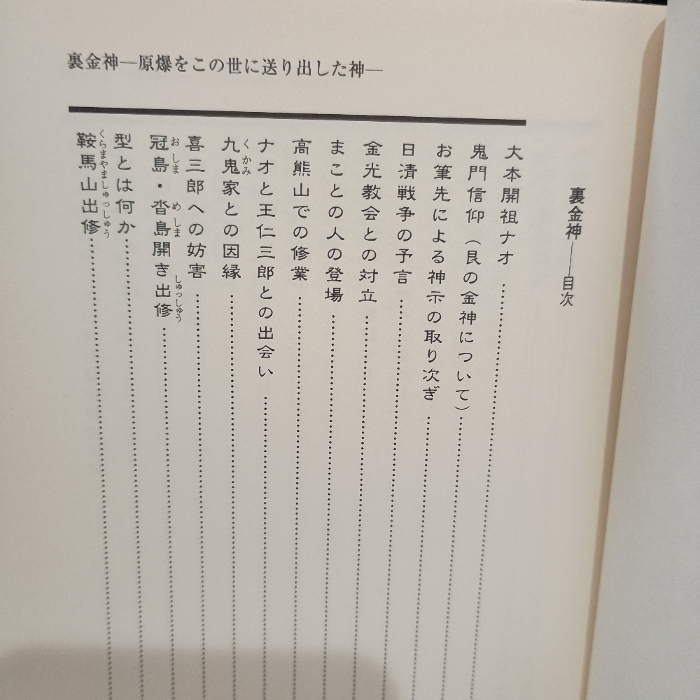 裏金神―原爆をこの世に送り出した神―
裏金神――目次
大本開祖ナオ
鬼門信仰（艮の金神について）
お筆先による神示の取り次ぎ
日清戦争の予言
金光教会との対立
まことの人の登場
高熊山での修業
ナオと王仁三郎との出会い
九鬼家との因縁
くかみ
喜三郎への妨害
冠島・沓島開き出修
おしま めしま しゅっしゅう
型とは何か
鞍馬山出修
くらまやましゅっしゅう